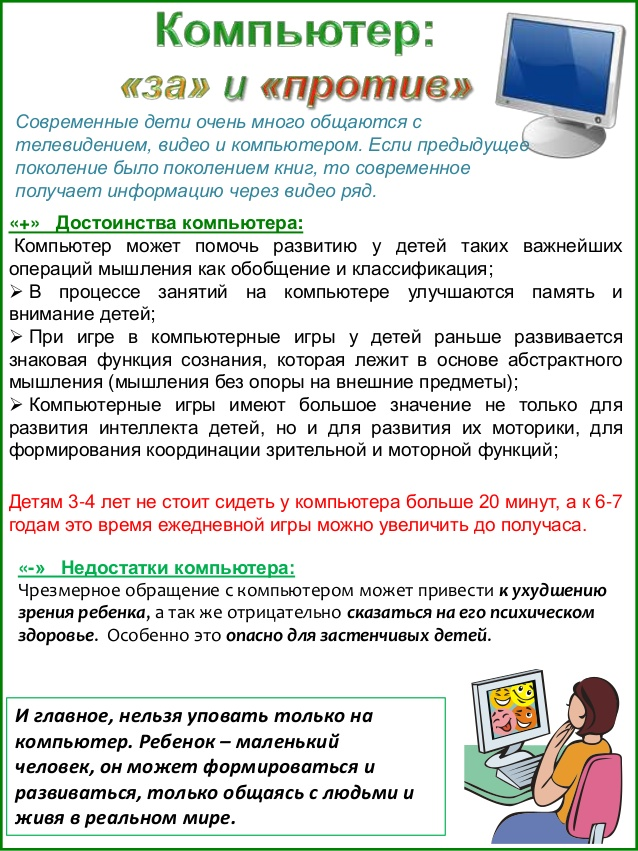 Компьютер:
«за» и «против»
Современные дети очень много общаются с
телевидением, видео и компьютером. Если предыдущее
поколение было поколением книг, то современное
получает информацию через видео ряд.
«+» Достоинства компьютера:
Компьютер может помочь развитию у детей таких важнейших
операций мышления как обобщение и классификация;
➢ В процессе занятий на компьютере улучшаются память и
внимание детей;
➢ При игре в компьютерные игры у детей раньше развивается
знаковая функция сознания, которая лежит в основе абстрактного
мышления (мышления без опоры на внешние предметы);
➢ Компьютерные игры имеют большое значение не только для
развития интеллекта детей, но и для развития их моторики, для
формирования координации зрительной и моторной функций;
Детям 3-4 лет не стоит сидеть у компьютера больше 20 минут, а к 6-7
годам это время ежедневной игры можно увеличить до получаса.
«-» Недостатки компьютера:
Чрезмерное обращение с компьютером может привести к ухудшению
зрения ребенка, а так же отрицательно сказаться на его психическом
здоровье. Особенно это опасно для застенчивых детей.
И главное, нельзя уповать только на
компьютер. Ребенок – маленький
человек, он может формироваться и
развиваться, только общаясь с людьми и
живя в реальном мире.